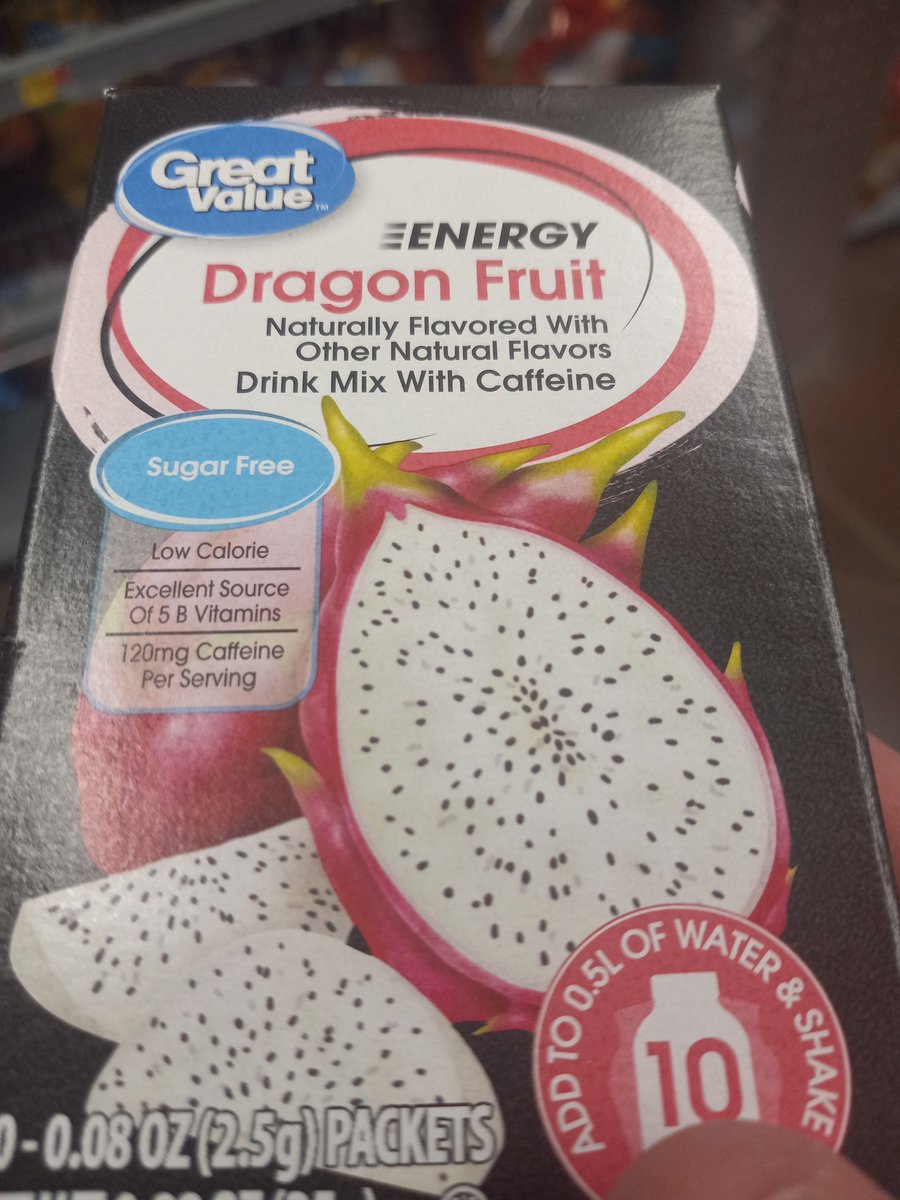 Great
Value™
ENERGY
Dragon Fruit
Naturally Flavored With
Other Natural Flavors
Drink Mix With Caffeine
Sugar Free
Low Calorie
Excellent Source
Of 5 B Vitamins
120mg Caffeine
Per Serving
ADD TO 0.5L OF WATER & SHAKE
10
0 - 0.08 OZ (2.5g) PACKETS